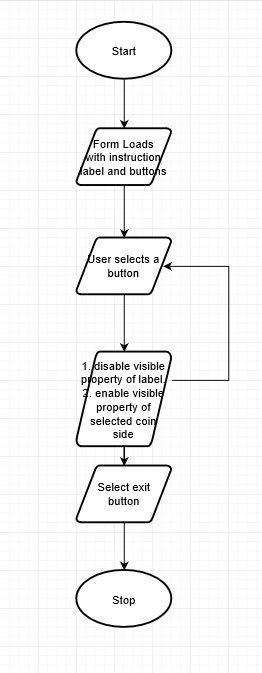 Start
Form Loads
with instruction
label and buttons
User selects a
button
1. disable visible
property of label.
2. enable visible
property of
selected coin
side
Select exit
button
Stop